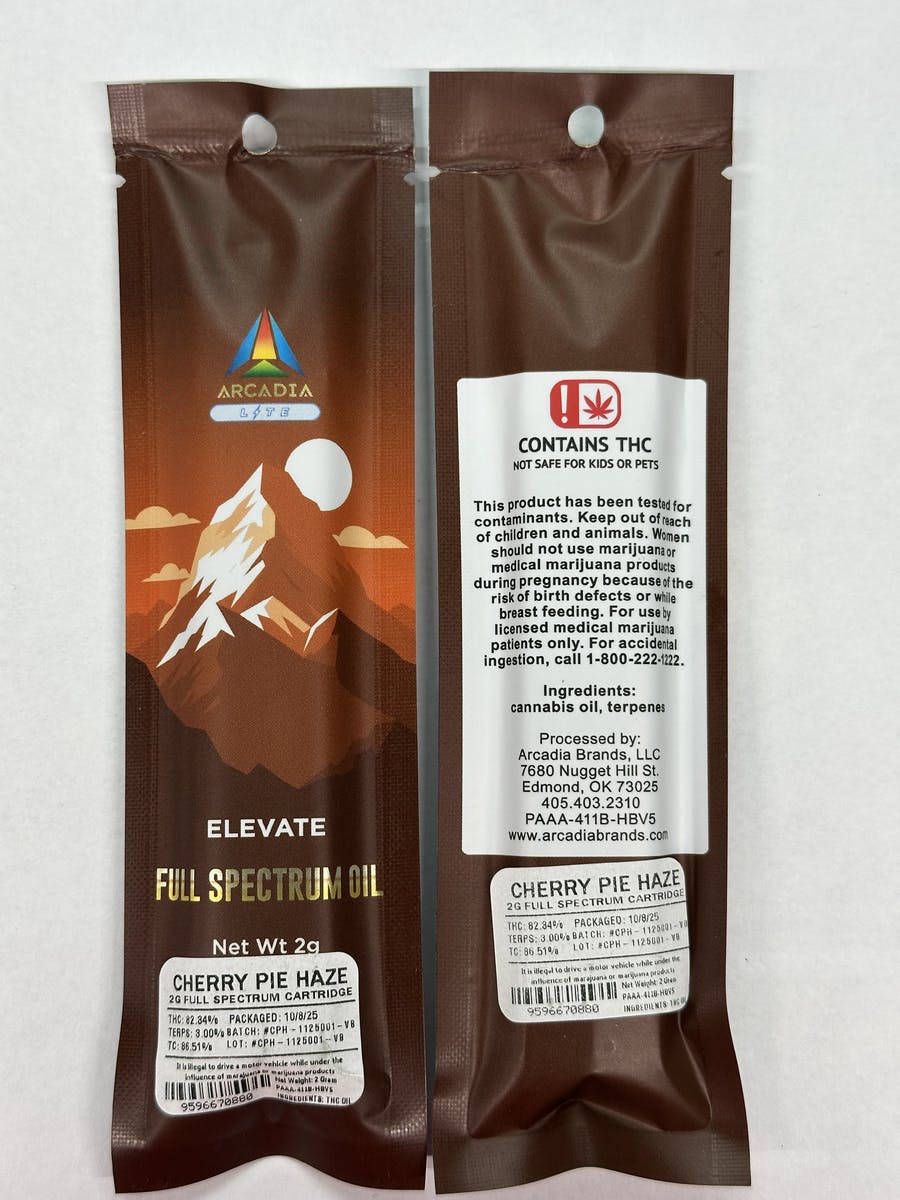 ARCADIA
LITE
ELEVATE
FULL SPECTRUM OIL
Net Wt 2g
CHERRY PIE HAZE
2G FULL SPECTRUM CARTRIDGE
THC: 82.34% PACKAGED: 10/8/25
TERPS: 3.00% BATCH: #CPH - 1125001 - VB
TC: 86.51% LOT: #CPH - 1125001 - VB
It is illegal to drive a motor vehicle while under the
influence of marajuana or marijuana products
Net Weight: 2 Gram
PAAA-411B-HBV5
9596670880 INGREDIENTS: THC OIL
CONTAINS THC
NOT SAFE FOR KIDS OR PETS
This product has been tested for
contaminants. Keep out of reach
of children and animals. Women
should not use marijuana or
medical marijuana products
during pregnancy because of the
risk of birth defects or while
breast feeding. For use by
licensed medical marijuana
patients only. For accidental
ingestion, call 1-800-222-1222.
Ingredients:
cannabis oil, terpenes
Processed by:
Arcadia Brands, LLC
7680 Nugget Hill St.
Edmond, OK 73025
405.403.2310
PAAA-411B-HBV5
www.arcadiabrands.com
CHERRY PIE HAZE
2G FULL SPECTRUM CARTRIDGE
THC: 82.34% PACKAGED: 10/8/25
TERPS: 3.00% BATCH: #CPH - 1125001 - VB
TC: 86.51% LOT: #CPH - 1125001 - VB
It is illegal to drive a motor vehicle while under the
influence of marajuana or marijuana products
Net Weight: 2 Gram
PAAA-411B-HBV5
9596670880 INGREDIENTS: THC OIL